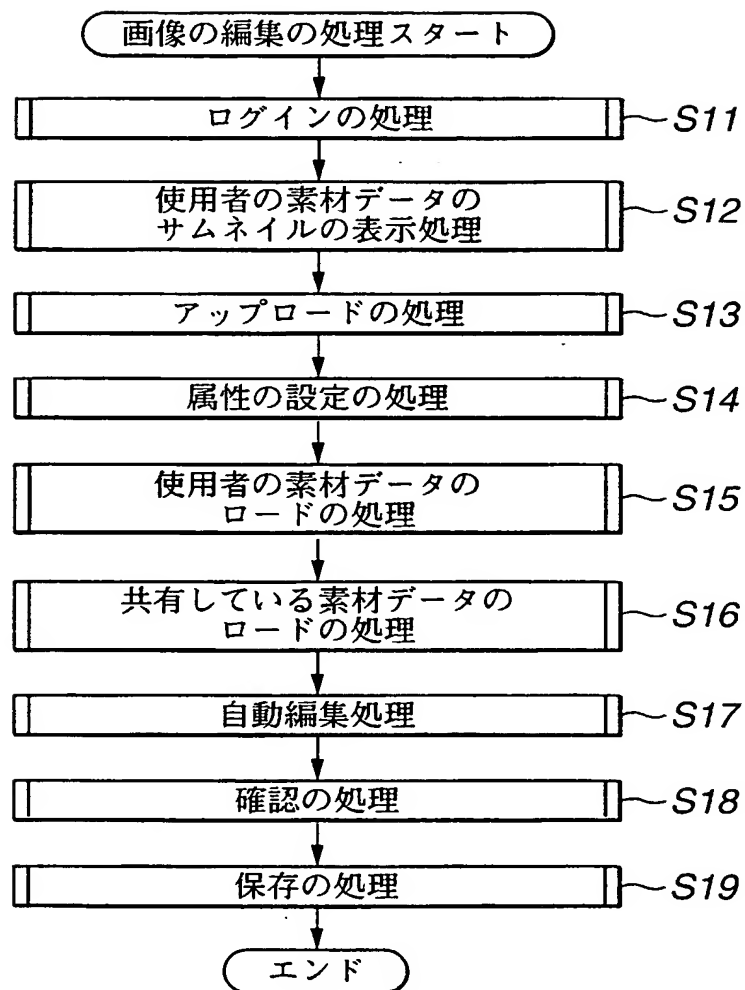 画像の編集の処理スタート
ログインの処理
S11
使用者の素材データの
サムネイルの表示処理
S12
アップロードの処理
S13
属性の設定の処理
S14
使用者の素材データの
ロードの処理
S15
共有している素材データの
ロードの処理
S16
自動編集処理
S17
確認の処理
S18
保存の処理
S19
エンド